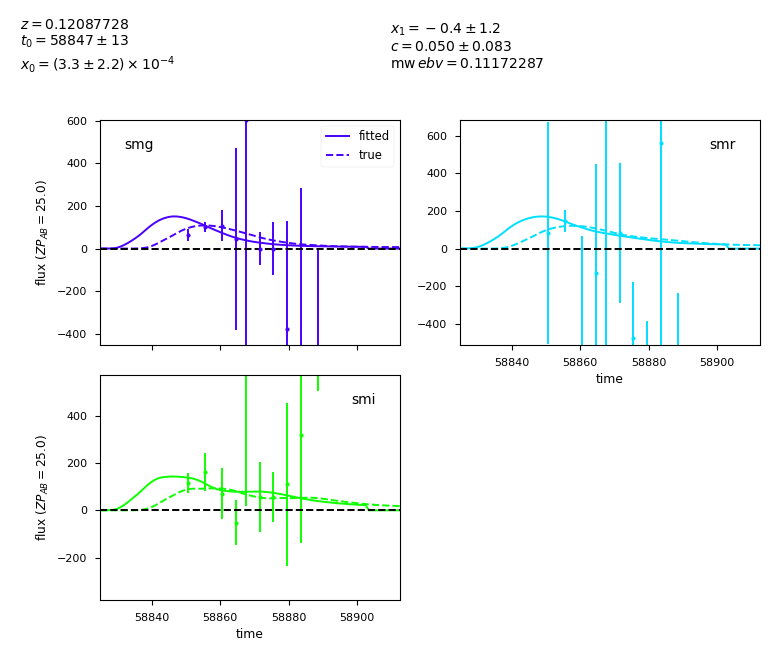 z = 0.12087728
t₀ = 58847 ± 13
x₀ = (3.3 ± 2.2) × 10⁻⁴
x₁ = −0.4 ± 1.2
c = 0.050 ± 0.083
mw ebv = 0.11172287
600
400
200
0
−200
−400
flux (ZP_AB = 25.0)
smg
fitted
true
600
400
200
0
−200
−400
smr
58840
58860
58880
58900
time
400
200
0
−200
flux (ZP_AB = 25.0)
smi
58840
58860
58880
58900
time